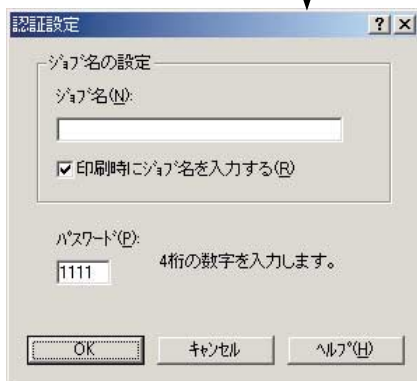 認証設定
ｼﾞｮﾌﾞ名の設定
ｼﾞｮﾌﾞ名(N):
印刷時にｼﾞｮﾌﾞ名を入力する(R)
ﾊﾟｽﾜｰﾄﾞ(P):
1111 4桁の数字を入力します。
OK ｷｬﾝｾﾙ ﾍﾙﾌﾟ(H)